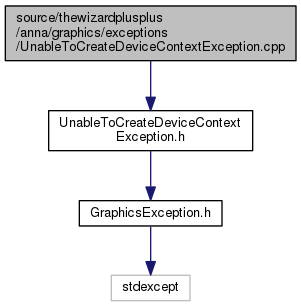 source/thewizardplusplus
/anna/graphics/exceptions
/UnableToCreateDeviceContextException.cpp
UnableToCreateDeviceContext
Exception.h
GraphicsException.h
stdexcept